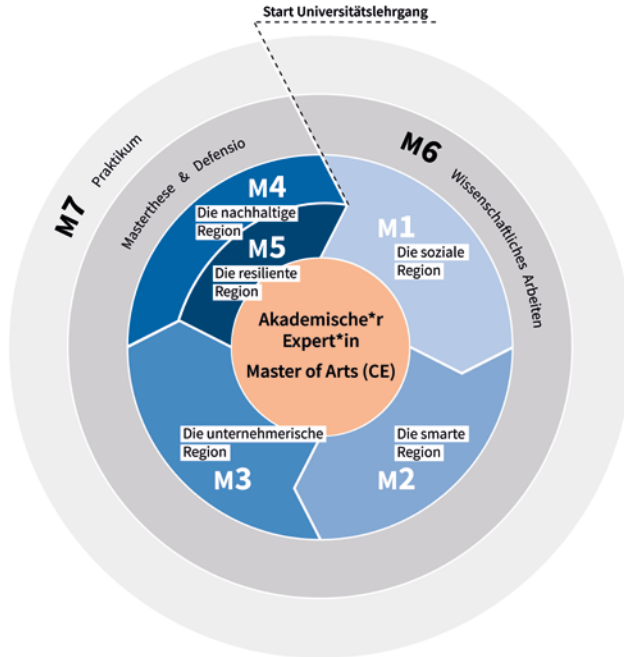 Start Universitätslehrgang
M7
Praktikum
Masterthese & Defensio
M6
Wissenschaftliches Arbeiten
M4
Die nachhaltige
Region
M5
Die resiliente
Region
M1
Die soziale
Region
Akademische*r
Expert*in
Master of Arts (CE)
Die unternehmerische
Region
M3
Die smarte
Region
M2